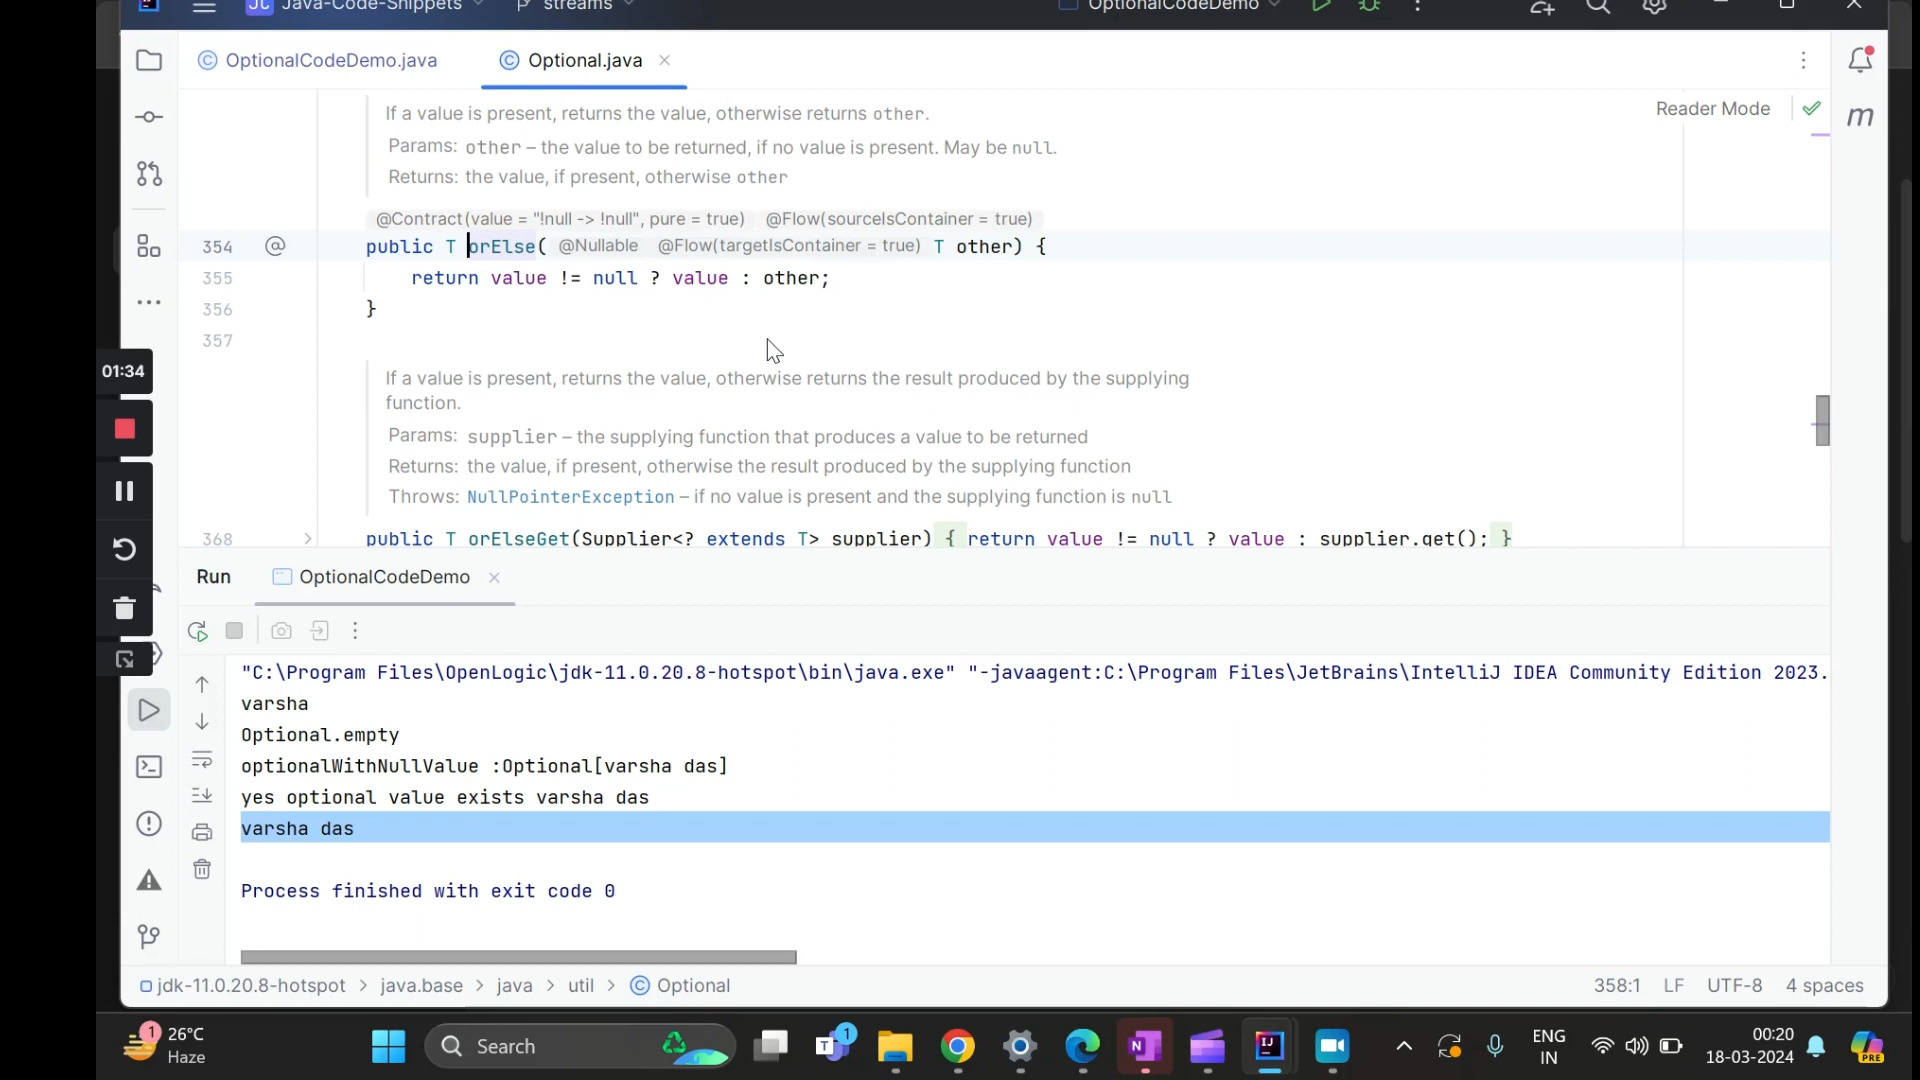 JC Java-Code-Snippets streams OptionalCodeDemo
OptionalCodeDemo.java Optional.java
Reader Mode
If a value is present, returns the value, otherwise returns other.
Params: other – the value to be returned, if no value is present. May be null.
Returns: the value, if present, otherwise other
@Contract(value = "!null -> !null", pure = true) @Flow(sourceIsContainer = true)
354 @ public T orElse( @Nullable @Flow(targetIsContainer = true) T other) {
355 return value != null ? value : other;
356 }
357
01:34
If a value is present, returns the value, otherwise returns the result produced by the supplying
function.
Params: supplier – the supplying function that produces a value to be returned
Returns: the value, if present, otherwise the result produced by the supplying function
Throws: NullPointerException – if no value is present and the supplying function is null
368 public T orElseGet(Supplier<? extends T> supplier) { return value != null ? value : supplier.get(); }
Run OptionalCodeDemo
"C:\Program Files\OpenLogic\jdk-11.0.20.8-hotspot\bin\java.exe" "-javaagent:C:\Program Files\JetBrains\IntelliJ IDEA Community Edition 2023.
varsha
Optional.empty
optionalWithNullValue :Optional[varsha das]
yes optional value exists varsha das
varsha das
Process finished with exit code 0
jdk-11.0.20.8-hotspot > java.base > java > util > Optional
358:1 LF UTF-8 4 spaces
1 26°C
Haze
Search
1
ENG
IN
00:20
18-03-2024
PRE